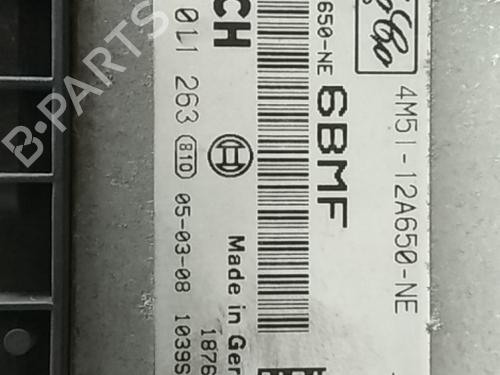 4M51-12A650-NE
6BMF
650-NE
CH
0L1 263
810 05-03-08 1039S
Made in Ger
1876
B-PARTS